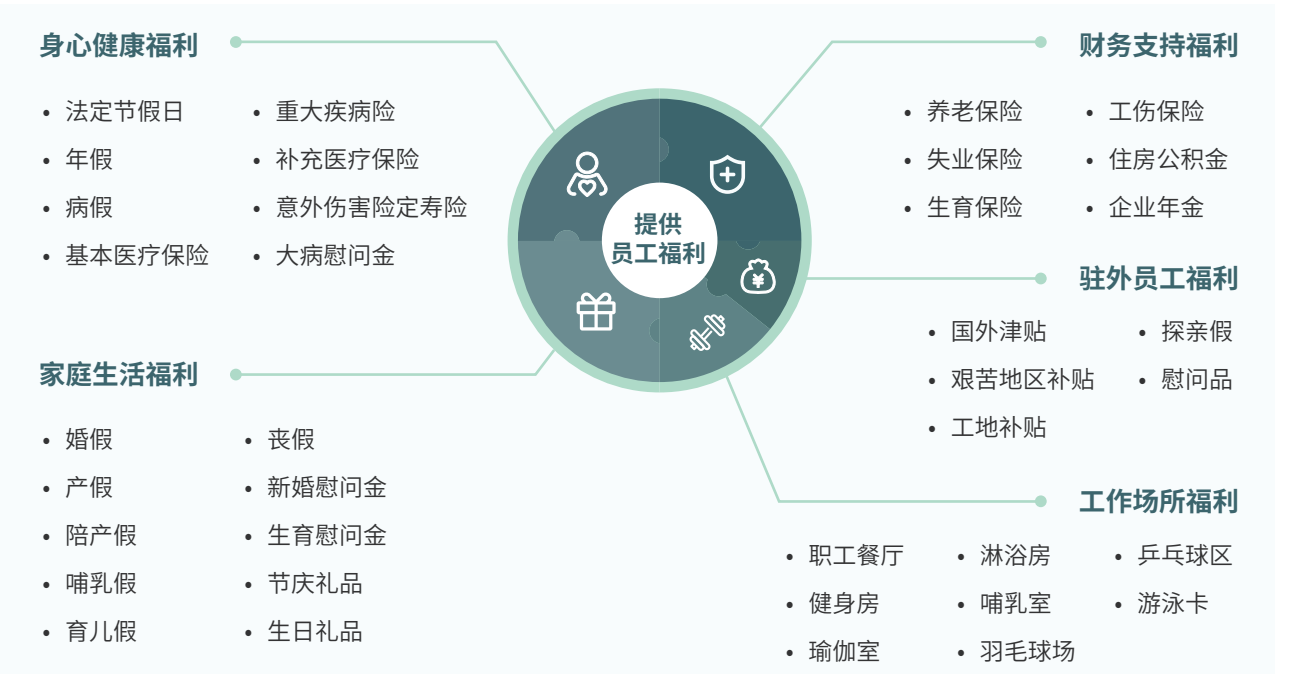 身心健康福利
法定节假日
年假
病假
基本医疗保险
重大疾病险
补充医疗保险
意外伤害险定寿险
大病慰问金
家庭生活福利
婚假
产假
陪产假
哺乳假
育儿假
丧假
新婚慰问金
生育慰问金
节庆礼品
生日礼品
提供
员工福利
财务支持福利
养老保险
失业保险
生育保险
工伤保险
住房公积金
企业年金
驻外员工福利
国外津贴
艰苦地区补贴
工地补贴
探亲假
慰问品
工作场所福利
职工餐厅
健身房
瑜伽室
淋浴房
哺乳室
羽毛球场
乒乓球区
游泳卡